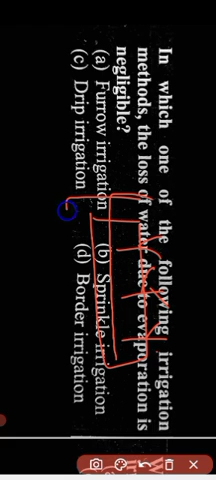 In which one of the following irrigation
methods, the loss of water due to evaporation is
negligible?
(a) Furrow irrigation (b) Sprinkle irrigation
(c) Drip irrigation (d) Border irrigation